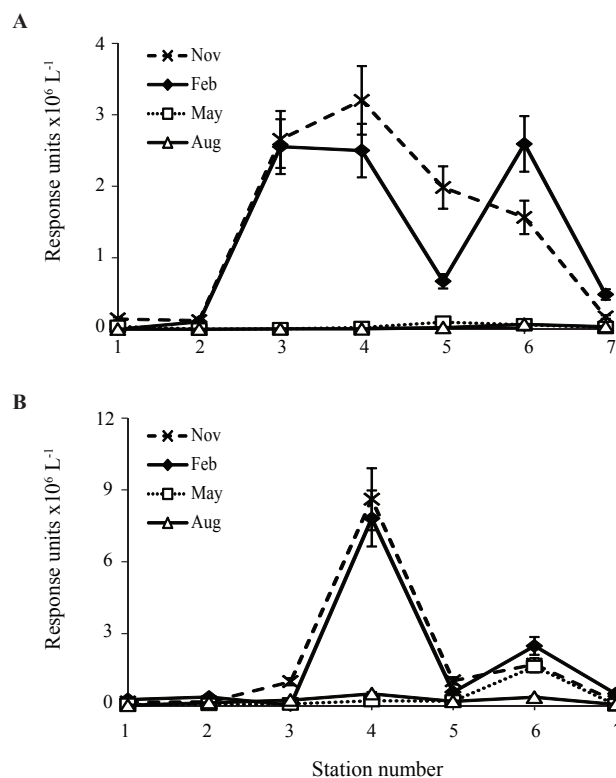 A
Response units x10⁶ L⁻¹
4
3
2
1
0
Nov
Feb
May
Aug
1 2 3 4 5 6 7
B
Response units x10⁶ L⁻¹
12
9
6
3
0
Nov
Feb
May
Aug
1 2 3 4 5 6 7
Station number